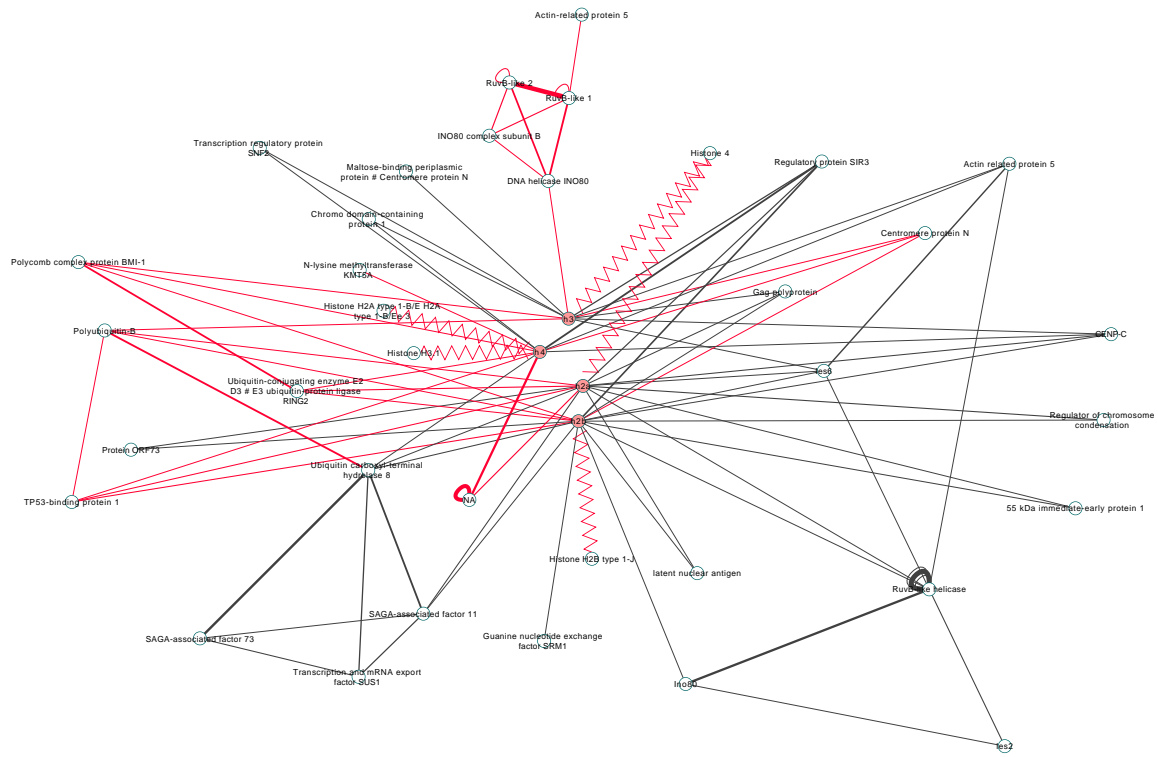 Actin-related protein 5
RuvB-like 2
RuvB-like 1
INO80 complex subunit B
Transcription regulatory protein
SNF2
Histone 4
Regulatory protein SIR3
Actin related protein 5
Maltose-binding periplasmic
protein # Centromere protein N
DNA helicase INO80
Chromo domain-containing
protein 1
Centromere protein N
Polycomb complex protein BMI-1
N-lysine methyltransferase
KMT5A
Gag polyprotein
Histone H2A type 1-B/E H2A
type 1-B/Ee 3
h3
Polyubiquitin-B
CENP-C
Histone H3.1
h4
Ies6
Ubiquitin-conjugating enzyme E2
D3 # E3 ubiquitin-protein ligase
RING2
h2a
h2b
Regulator of chromosome
condensation
Protein ORF73
Ubiquitin carboxyl-terminal
hydrolase 8
TP53-binding protein 1
NA
55 kDa immediate-early protein 1
Histone H2B type 1-J
latent nuclear antigen
RuvB-like helicase
SAGA-associated factor 11
SAGA-associated factor 73
Guanine nucleotide exchange
factor SRM1
Transcription and mRNA export
factor SUS1
Ino80
Ies2